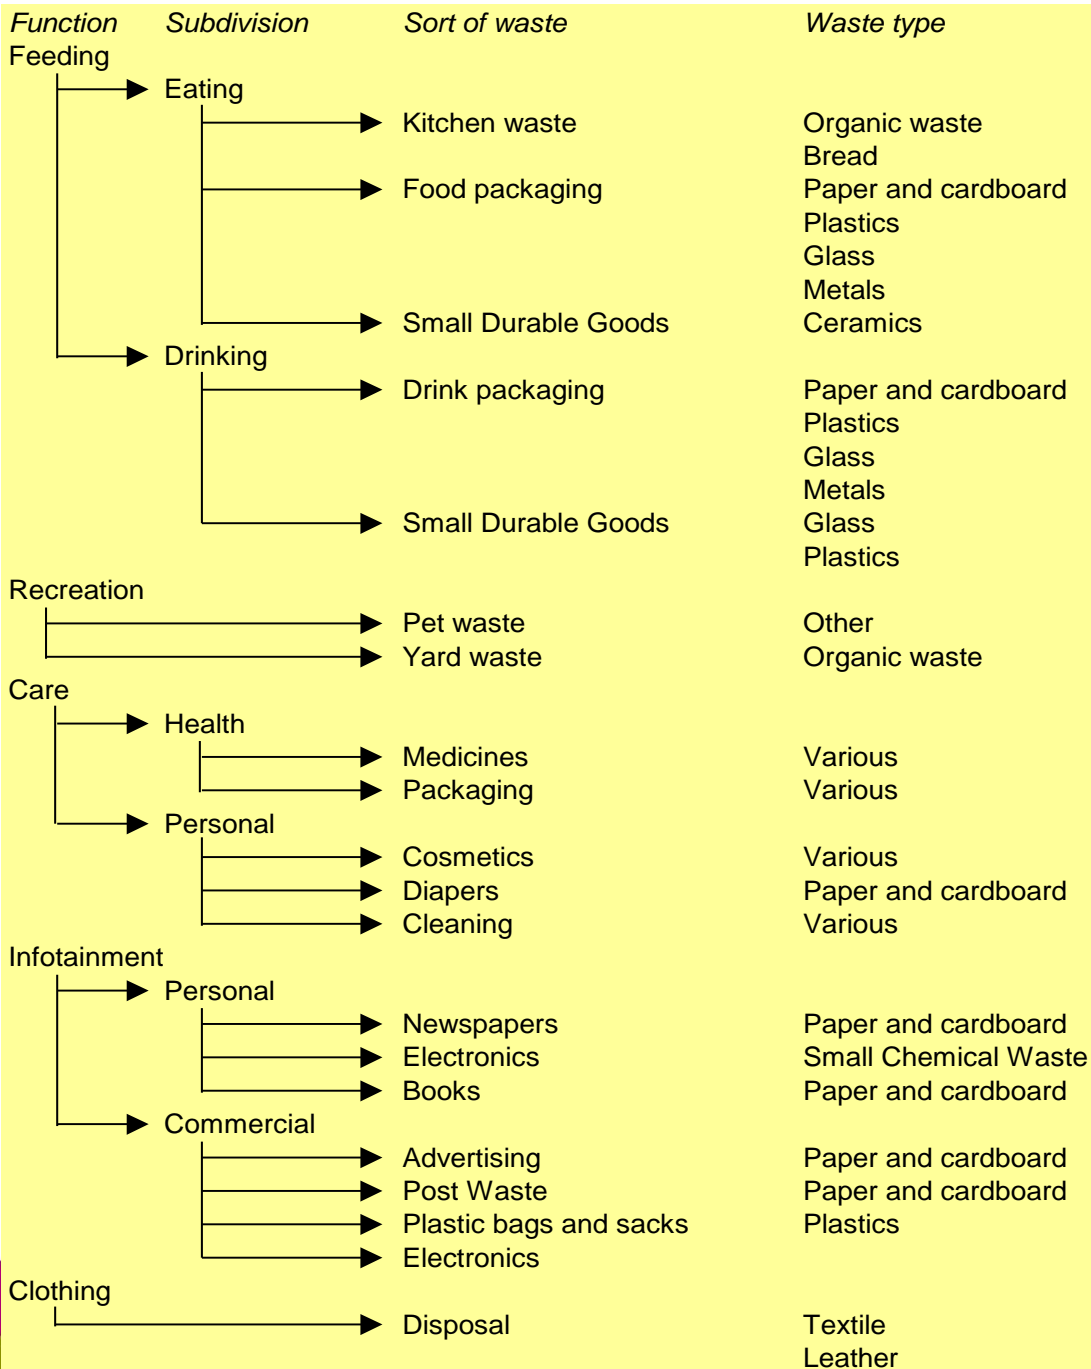 Function Subdivision Sort of waste Waste type
Feeding
Eating
Kitchen waste Organic waste
Bread
Food packaging Paper and cardboard
Plastics
Glass
Metals
Small Durable Goods Ceramics
Drinking
Drink packaging Paper and cardboard
Plastics
Glass
Metals
Small Durable Goods Glass
Plastics
Recreation
Pet waste Other
Yard waste Organic waste
Care
Health
Medicines Various
Packaging Various
Personal
Cosmetics Various
Diapers Paper and cardboard
Cleaning Various
Infotainment
Personal
Newspapers Paper and cardboard
Electronics Small Chemical Waste
Books Paper and cardboard
Commercial
Advertising Paper and cardboard
Post Waste Paper and cardboard
Plastic bags and sacks Plastics
Electronics
Clothing
Disposal Textile
Leather